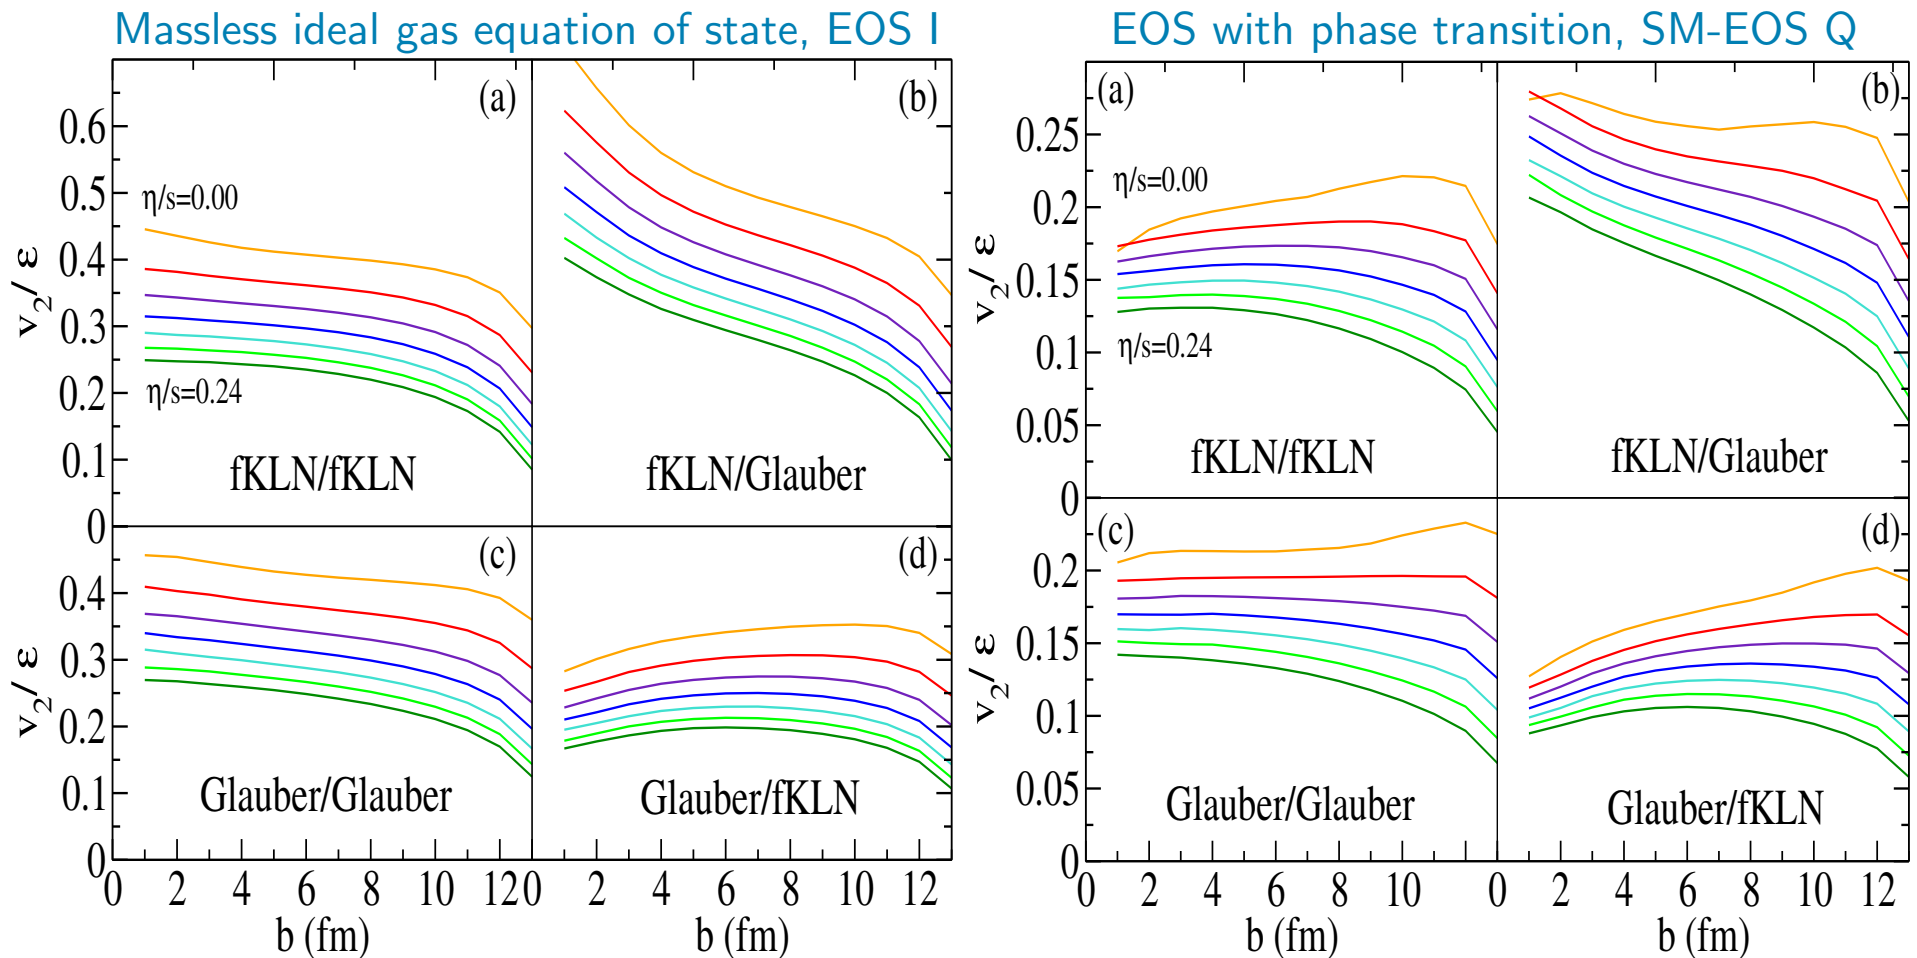 Massless ideal gas equation of state, EOS I
(a)
(b)
0.6
0.5
0.4
0.3
0.2
0.1
0
η/s=0.00
η/s=0.24
v2/ ε
fKLN/fKLN
fKLN/Glauber
(c)
(d)
0.4
0.3
0.2
0.1
0
v2/ ε
Glauber/Glauber
Glauber/fKLN
0 2 4 6 8 10 12 0 2 4 6 8 10 12
b (fm)
b (fm)
EOS with phase transition, SM-EOS Q
(a)
(b)
0.25
0.2
0.15
0.1
0.05
0
η/s=0.00
η/s=0.24
v2/ ε
fKLN/fKLN
fKLN/Glauber
(c)
(d)
0.2
0.15
0.1
0.05
0
v2/ ε
Glauber/Glauber
Glauber/fKLN
0 2 4 6 8 10 0 2 4 6 8 10 12
b (fm)
b (fm)